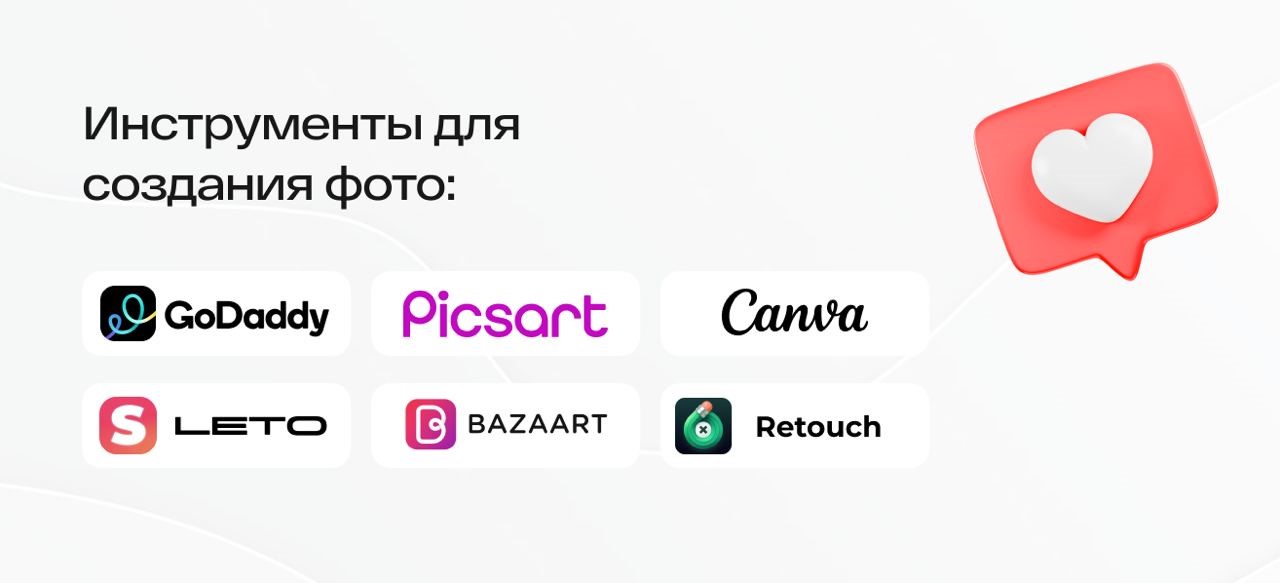 Инструменты для
создания фото:
GoDaddy
Picsart
Canva
S LETO
BAZAART
Retouch